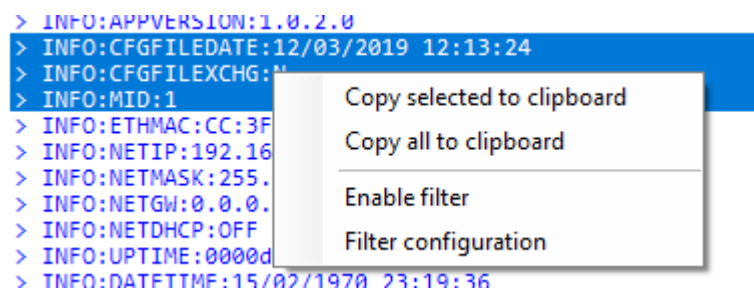 > INFO:APPVERSION:1.0.2.0
> INFO:CFGFILEDATE:12/03/2019 12:13:24
> INFO:CFGFILEXCHG:N
> INFO:MID:1
> INFO:ETHMAC:CC:3F
> INFO:NETIP:192.16
> INFO:NETMASK:255.
> INFO:NETGW:0.0.0.
> INFO:NETDHCP:OFF
> INFO:UPTIME:0000d
> INFO:DATETIME:15/02/1970 23:19:36
Copy selected to clipboard
Copy all to clipboard
Enable filter
Filter configuration